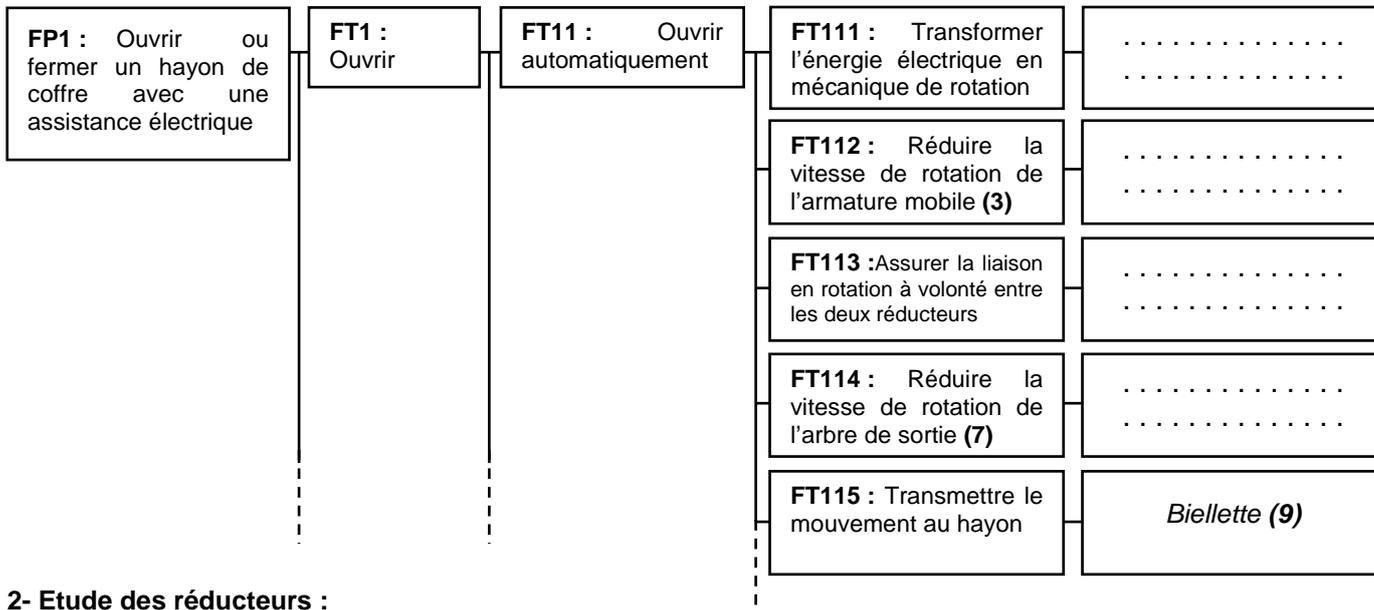 FP1 : Ouvrir ou
fermer un hayon de
coffre avec une
assistance électrique
FT1 :
Ouvrir
FT11 : Ouvrir
automatiquement
FT111 : Transformer
l’énergie électrique en
mécanique de rotation
. . . . . . . . . . . . . .
. . . . . . . . . . . . . .
FT112 : Réduire la
vitesse de rotation de
l’armature mobile (3)
. . . . . . . . . . . . . .
. . . . . . . . . . . . . .
FT113 :Assurer la liaison
en rotation à volonté entre
les deux réducteurs
. . . . . . . . . . . . . .
. . . . . . . . . . . . . .
FT114 : Réduire la
vitesse de rotation de
l’arbre de sortie (7)
. . . . . . . . . . . . . .
. . . . . . . . . . . . . .
FT115 : Transmettre le
mouvement au hayon
Biellette (9)
2- Etude des réducteurs :